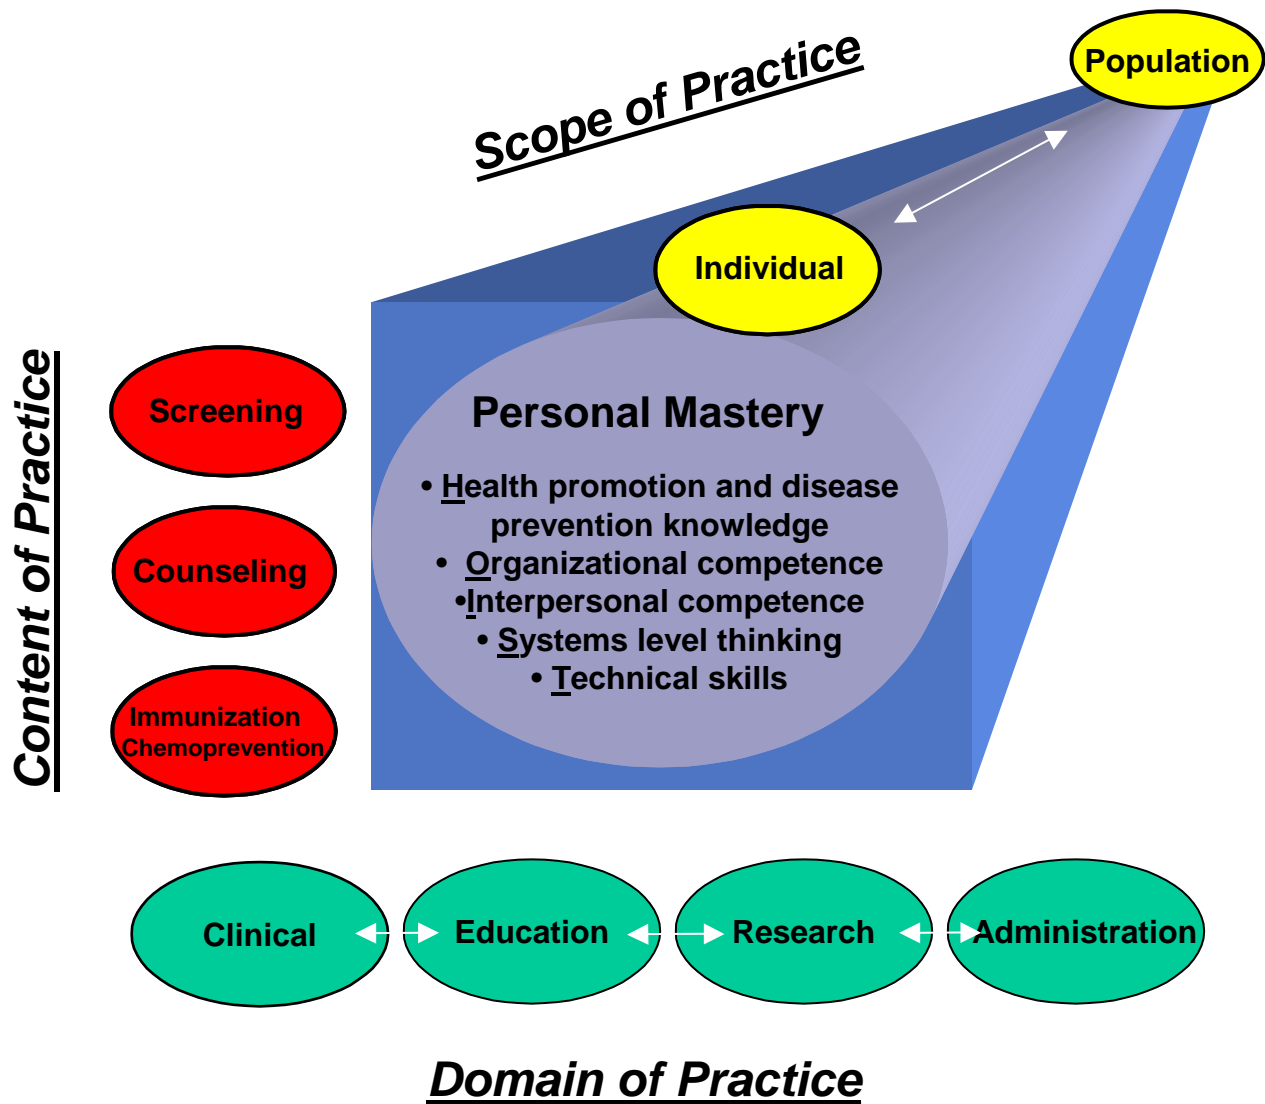 Scope of Practice
Population
Individual
Content of Practice
Screening
Counseling
Immunization
Chemoprevention
Personal Mastery
• Health promotion and disease
prevention knowledge
• Organizational competence
•Interpersonal competence
• Systems level thinking
• Technical skills
Clinical
Education
Research
Administration
Domain of Practice